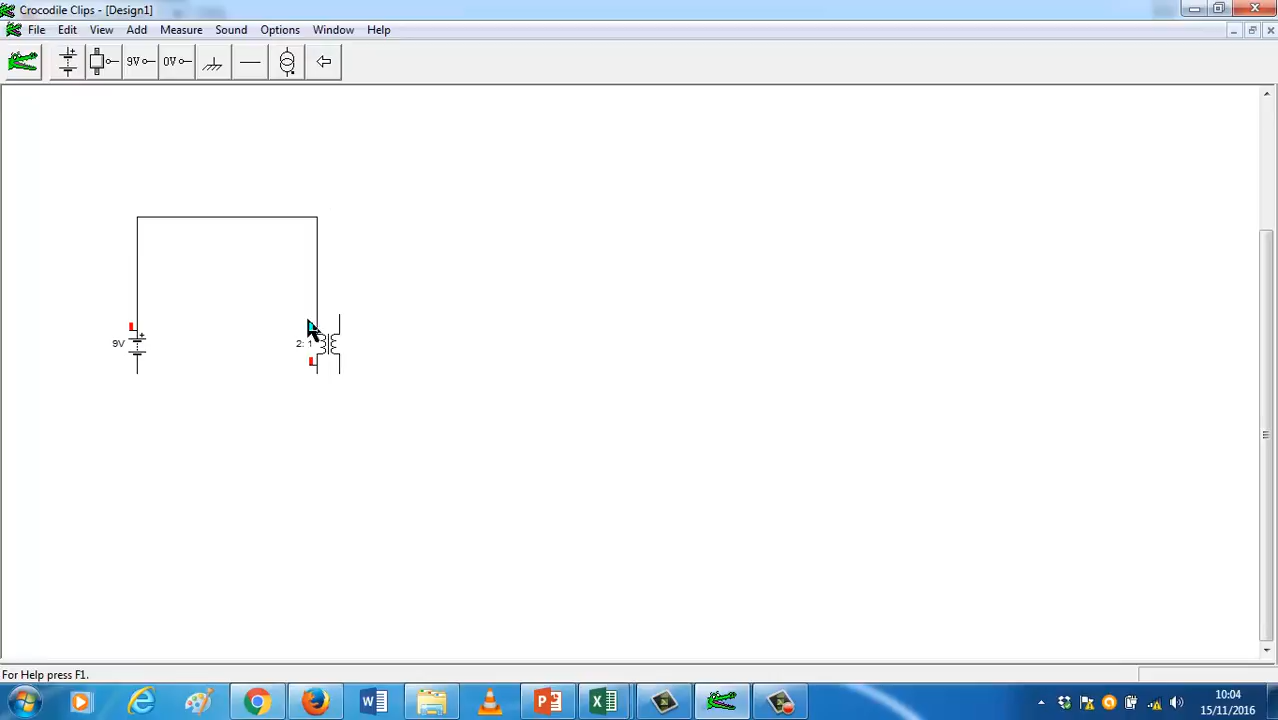 Crocodile Clips - [Design1]
File Edit View Add Measure Sound Options Window Help
9V 0V
9V
2: 1
For Help press F1.
10:04
15/11/2016